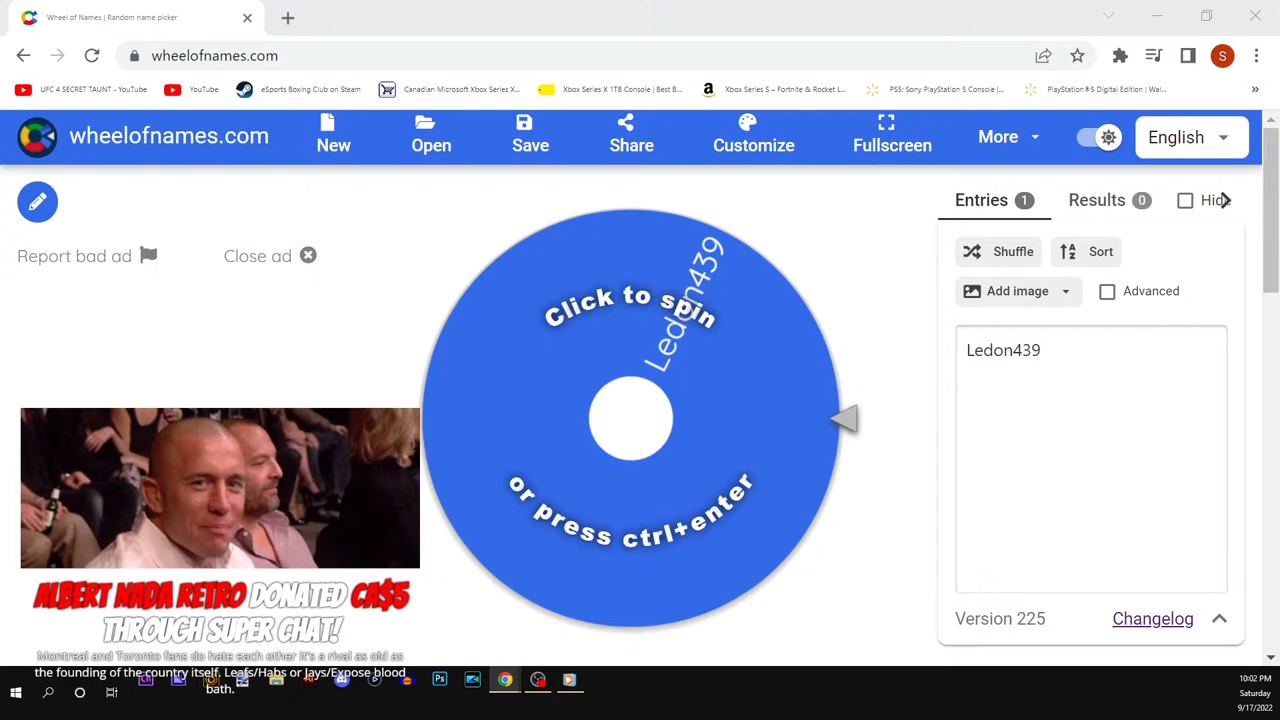 Wheel of Names | Random name picker
wheelofnames.com
S
UFC 4 SECRET TAUNT - YouTube
YouTube
eSports Boxing Club on Steam
Canadian Microsoft Xbox Series X...
Xbox Series X 1TB Console | Best B...
Xbox Series S – Fortnite & Rocket L...
PS5: Sony PlayStation 5 Console |...
PlayStation®5 Digital Edition | Wal...
wheelofnames.com
New
Open
Save
Share
Customize
Fullscreen
More
English
Report bad ad
Close ad
Click to spin
Ledon439
or press ctrl+enter
Entries 1
Results 0
Hide
Shuffle
Sort
Add image
Advanced
Ledon439
Version 225
Changelog
ALBERT NADA RETRO DONATED CA$5
THROUGH SUPER CHAT!
Montreal and Toronto fans do hate each other it's a rival as old as
the founding of the country itself. Leafs/Habs or Jays/Expose blood
bath.
Ps
10:02 PM
Saturday
9/17/2022